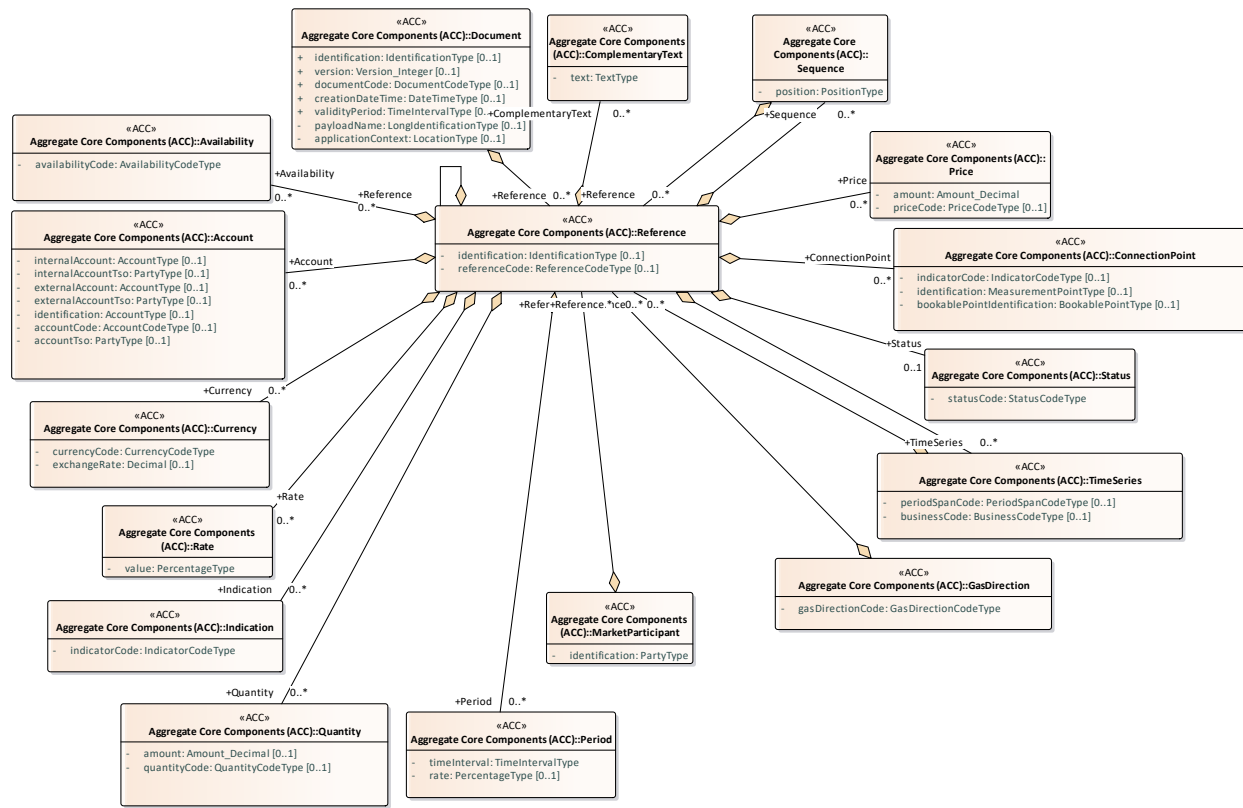 «ACC»
Aggregate Core Components (ACC)::Document
+ identification: IdentificationType [0..1]
+ version: Version_Integer [0..1]
+ documentCode: DocumentCodeType [0..1]
+ creationDateTime: DateTimeType [0..1]
+ validityPeriod: TimeIntervalType [0..
- payloadName: LongIdentificationType [0..1]
- applicationContext: LocationType [0..1]
«ACC»
Aggregate Core Components
(ACC)::ComplementaryText
- text: TextType
+ComplementaryText
0..*
«ACC»
Aggregate Core
Components (ACC)::
Sequence
- position: PositionType
+Sequence
0..*
«ACC»
Aggregate Core Components (ACC)::Availability
- availabilityCode: AvailabilityCodeType
+Availability
0..*
+Reference
0..*
+Reference 0..*
+Reference
0..*
«ACC»
Aggregate Core
Components (ACC)::
Price
- amount: Amount_Decimal
- priceCode: PriceCodeType [0..1]
+Price
0..*
«ACC»
Aggregate Core Components (ACC)::Reference
- identification: IdentificationType [0..1]
- referenceCode: ReferenceCodeType [0..1]
«ACC»
Aggregate Core Components (ACC)::Account
- internalAccount: AccountType [0..1]
- internalAccountTso: PartyType [0..1]
- externalAccount: AccountType [0..1]
- externalAccountTso: PartyType [0..1]
- identification: AccountType [0..1]
- accountCode: AccountCodeType [0..1]
- accountTso: PartyType [0..1]
+Account
0..*
+ConnectionPoint
0..*
«ACC»
Aggregate Core Components (ACC)::ConnectionPoint
- indicatorCode: IndicatorCodeType [0..1]
- identification: MeasurementPointType [0..1]
- bookablePointIdentification: BookablePointType [0..1]
+Refer+Reference
0..*
0..*
+Status
0..1
«ACC»
Aggregate Core Components (ACC)::Status
- statusCode: StatusCodeType
+Currency
0..*
«ACC»
Aggregate Core Components (ACC)::Currency
- currencyCode: CurrencyCodeType
- exchangeRate: Decimal [0..1]
+TimeSeries
0..*
«ACC»
Aggregate Core Components (ACC)::TimeSeries
- periodSpanCode: PeriodSpanCodeType [0..1]
- businessCode: BusinessCodeType [0..1]
+Rate
0..*
«ACC»
Aggregate Core Components
(ACC)::Rate
- value: PercentageType
«ACC»
Aggregate Core Components (ACC)::GasDirection
- gasDirectionCode: GasDirectionCodeType
+Indication
0..*
«ACC»
Aggregate Core Components (ACC)::Indication
- indicatorCode: IndicatorCodeType
«ACC»
Aggregate Core Components
(ACC)::MarketParticipant
- identification: PartyType
+Quantity
0..*
«ACC»
Aggregate Core Components (ACC)::Quantity
- amount: Amount_Decimal [0..1]
- quantityCode: QuantityCodeType [0..1]
+Period
0..*
«ACC»
Aggregate Core Components (ACC)::Period
- timeInterval: TimeIntervalType
- rate: PercentageType [0..1]